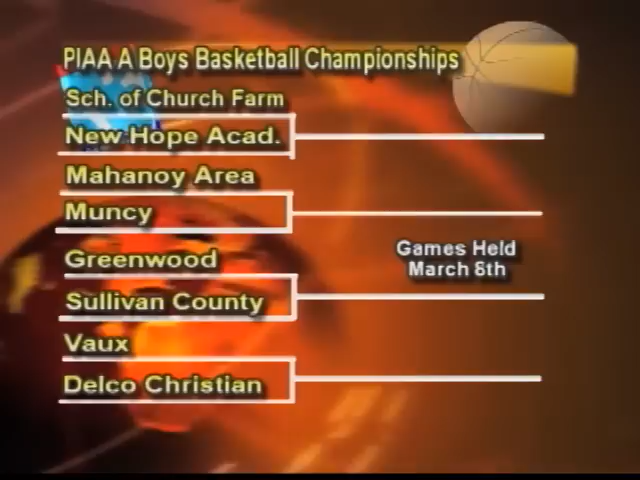 PIAA A Boys Basketball Championships
Sch. of Church Farm
New Hope Acad.
Mahanoy Area
Muncy
Greenwood
Games Held
March 8th
Sullivan County
Vaux
Delco Christian